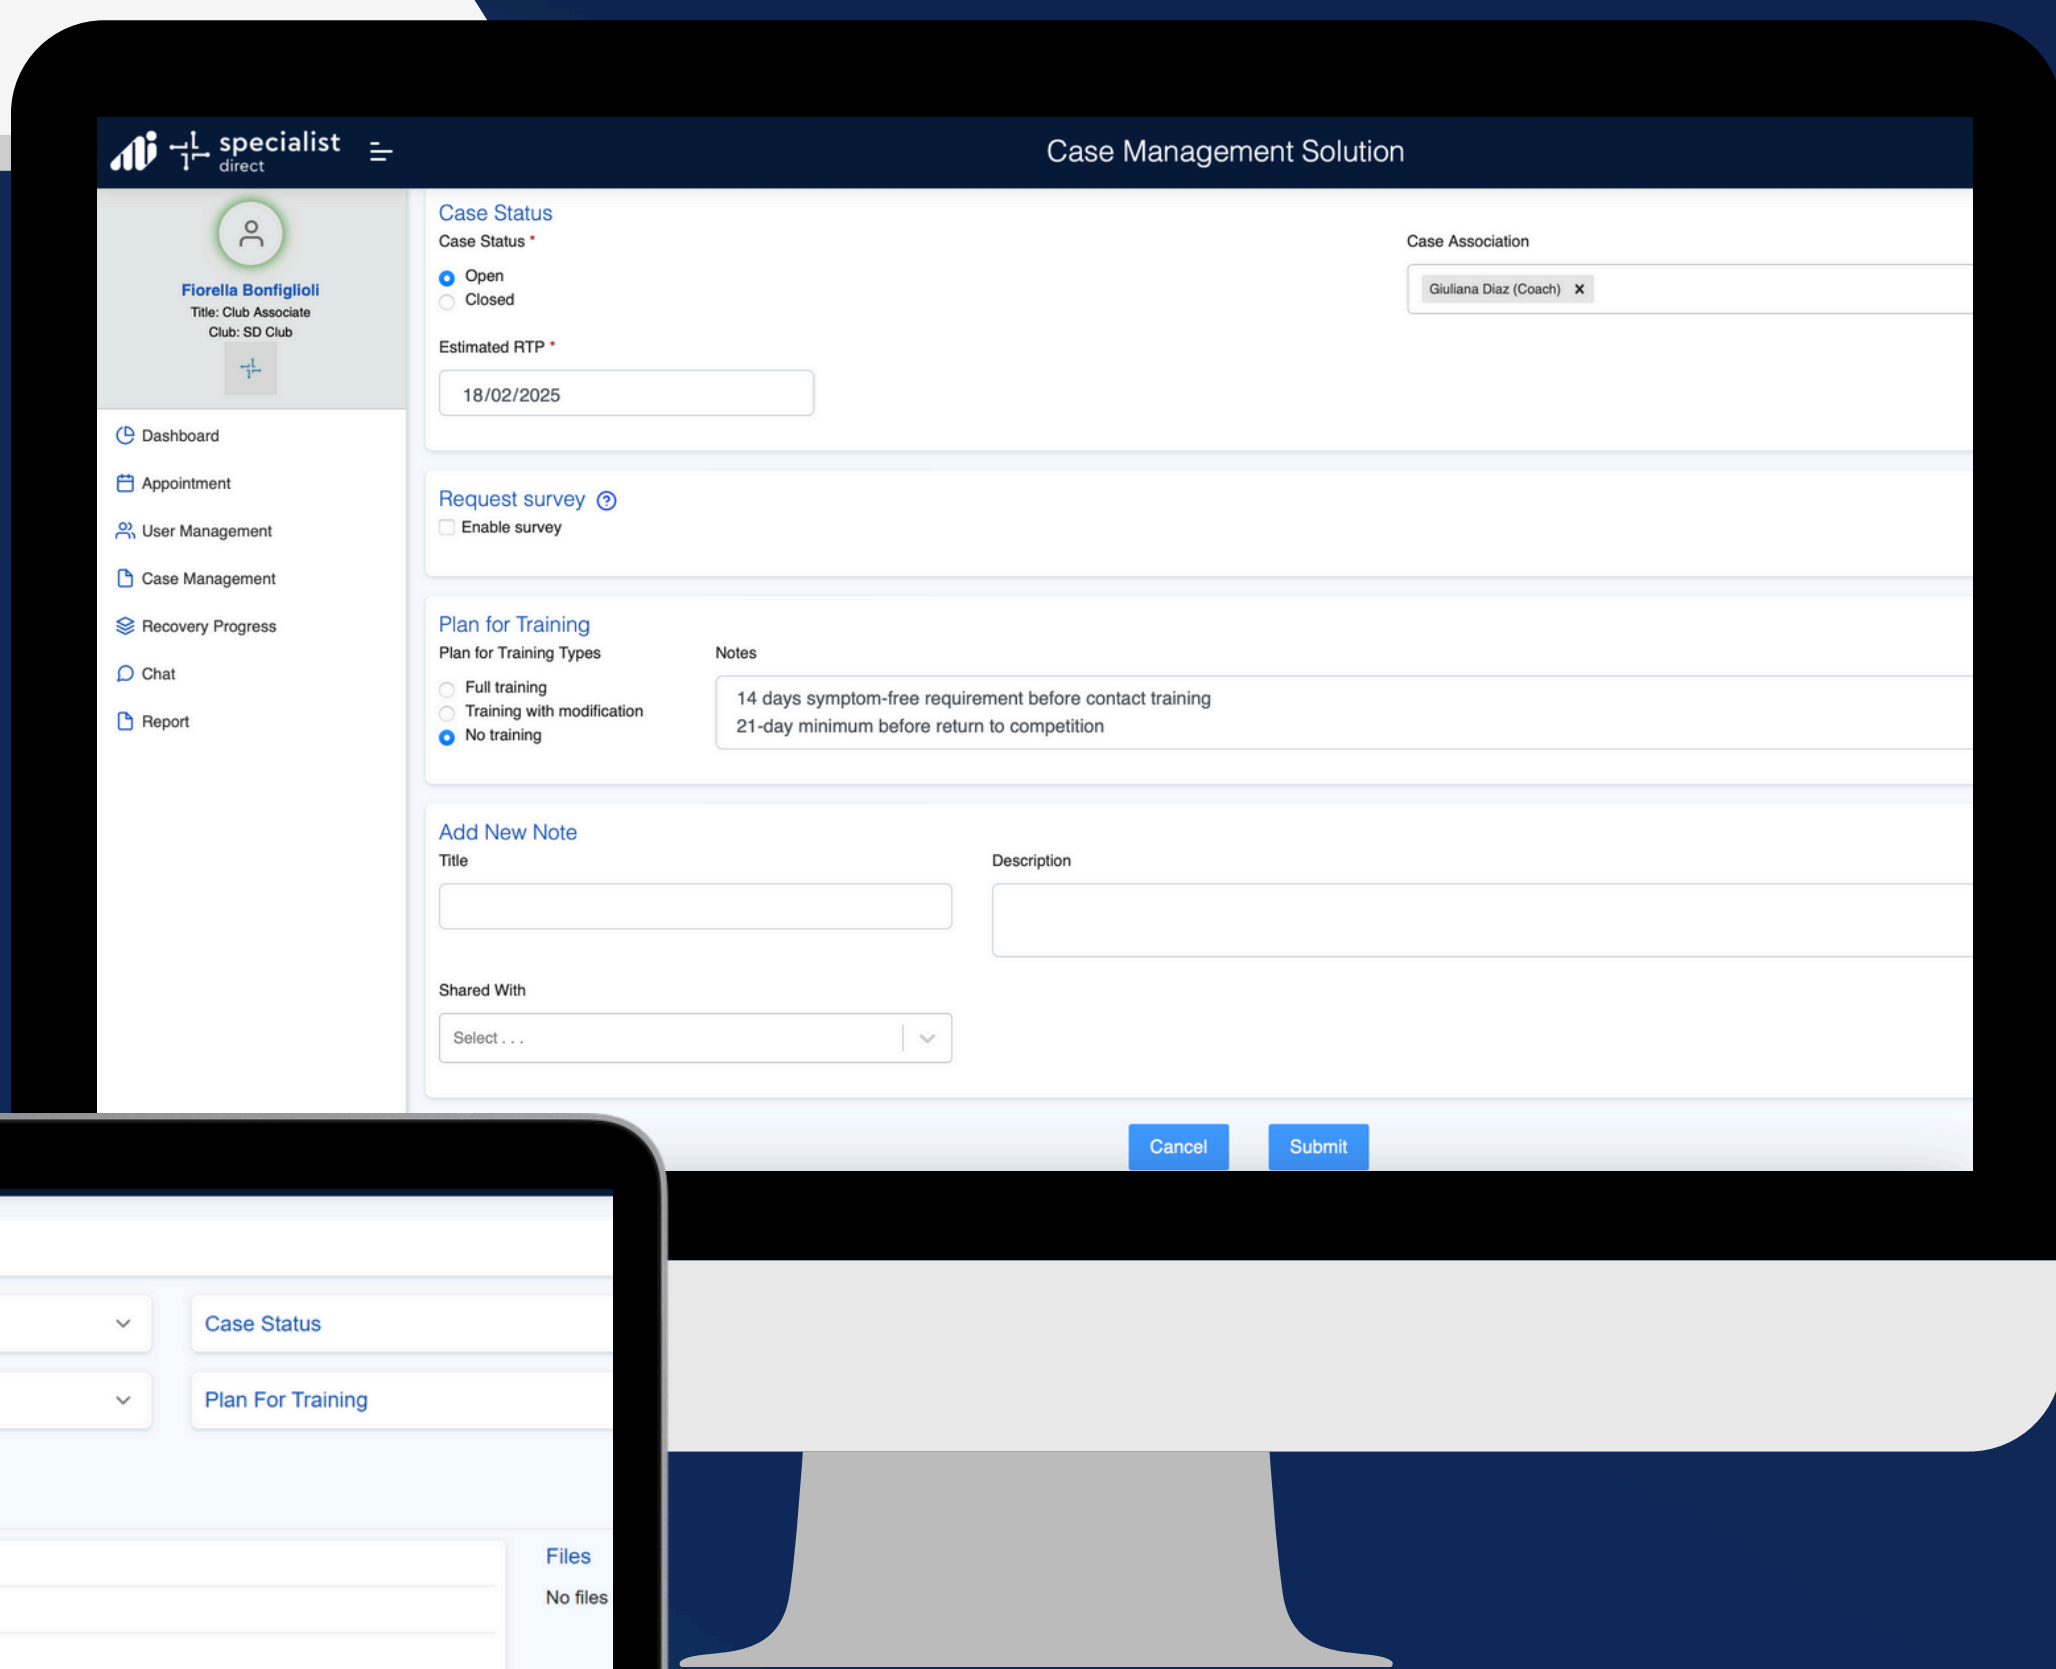 specialist
direct
Case Management Solution
Fiorella Bonfiglioli
Title: Club Associate
Club: SD Club
Dashboard
Appointment
User Management
Case Management
Recovery Progress
Chat
Report
Case Status
Case Status *
Open
Closed
Case Association
Giuliana Diaz (Coach) x
Estimated RTP *
18/02/2025
Request survey ?
Enable survey
Plan for Training
Plan for Training Types
Full training
Training with modification
No training
Notes
14 days symptom-free requirement before contact training
21-day minimum before return to competition
Add New Note
Title
Description
Shared With
Select . . .
Cancel
Submit
Case Status
Plan For Training
Files
No files